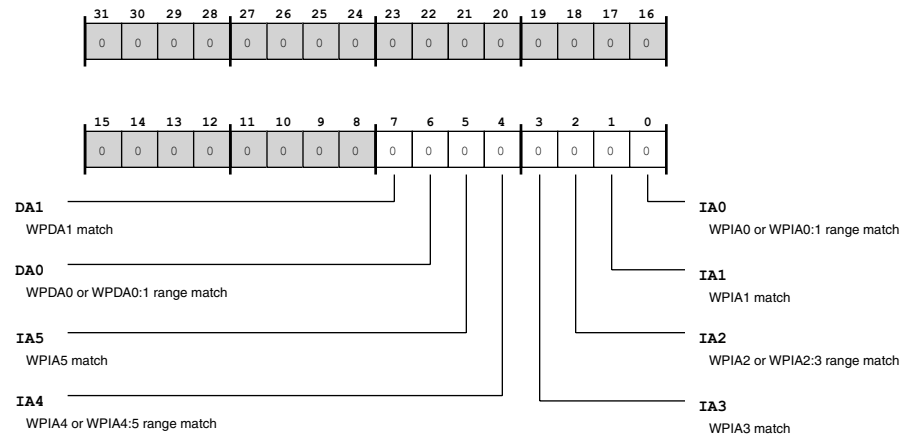 31 30 29 28 27 26 25 24 23 22 21 20 19 18 17 16
0 0 0 0 0 0 0 0 0 0 0 0 0 0 0 0
15 14 13 12 11 10 9 8 7 6 5 4 3 2 1 0
0 0 0 0 0 0 0 0 0 0 0 0 0 0 0 0
DA1
WPDA1 match
DA0
WPDA0 or WPDA0:1 range match
IA5
WPIA5 match
IA4
WPIA4 or WPIA4:5 range match
IA0
WPIA0 or WPIA0:1 range match
IA1
WPIA1 match
IA2
WPIA2 or WPIA2:3 range match
IA3
WPIA3 match